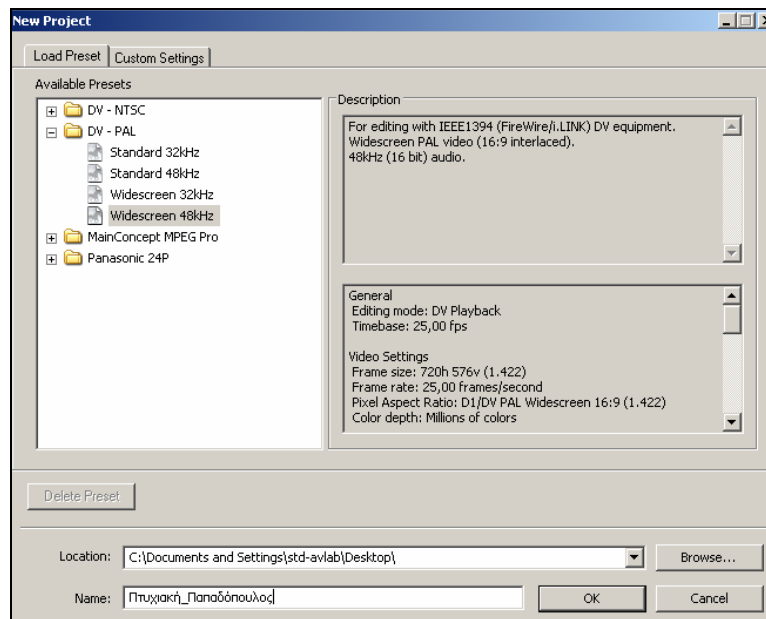 New Project
Load Preset
Custom Settings
Available Presets
DV - NTSC
DV - PAL
Standard 32kHz
Standard 48kHz
Widescreen 32kHz
Widescreen 48kHz
MainConcept MPEG Pro
Panasonic 24P
Description
For editing with IEEE1394 (FireWire/i.LINK) DV equipment.
Widescreen PAL video (16:9 interlaced).
48kHz (16 bit) audio.
General
Editing mode: DV Playback
Timebase: 25,00 fps
Video Settings
Frame size: 720h 576v (1.422)
Frame rate: 25,00 frames/second
Pixel Aspect Ratio: D1/DV PAL Widescreen 16:9 (1.422)
Color depth: Millions of colors
Delete Preset
Location: C:\Documents and Settings\std-avlab\Desktop\ Browse...
Name: Πτυχιακή_Παπαδόπουλος OK Cancel